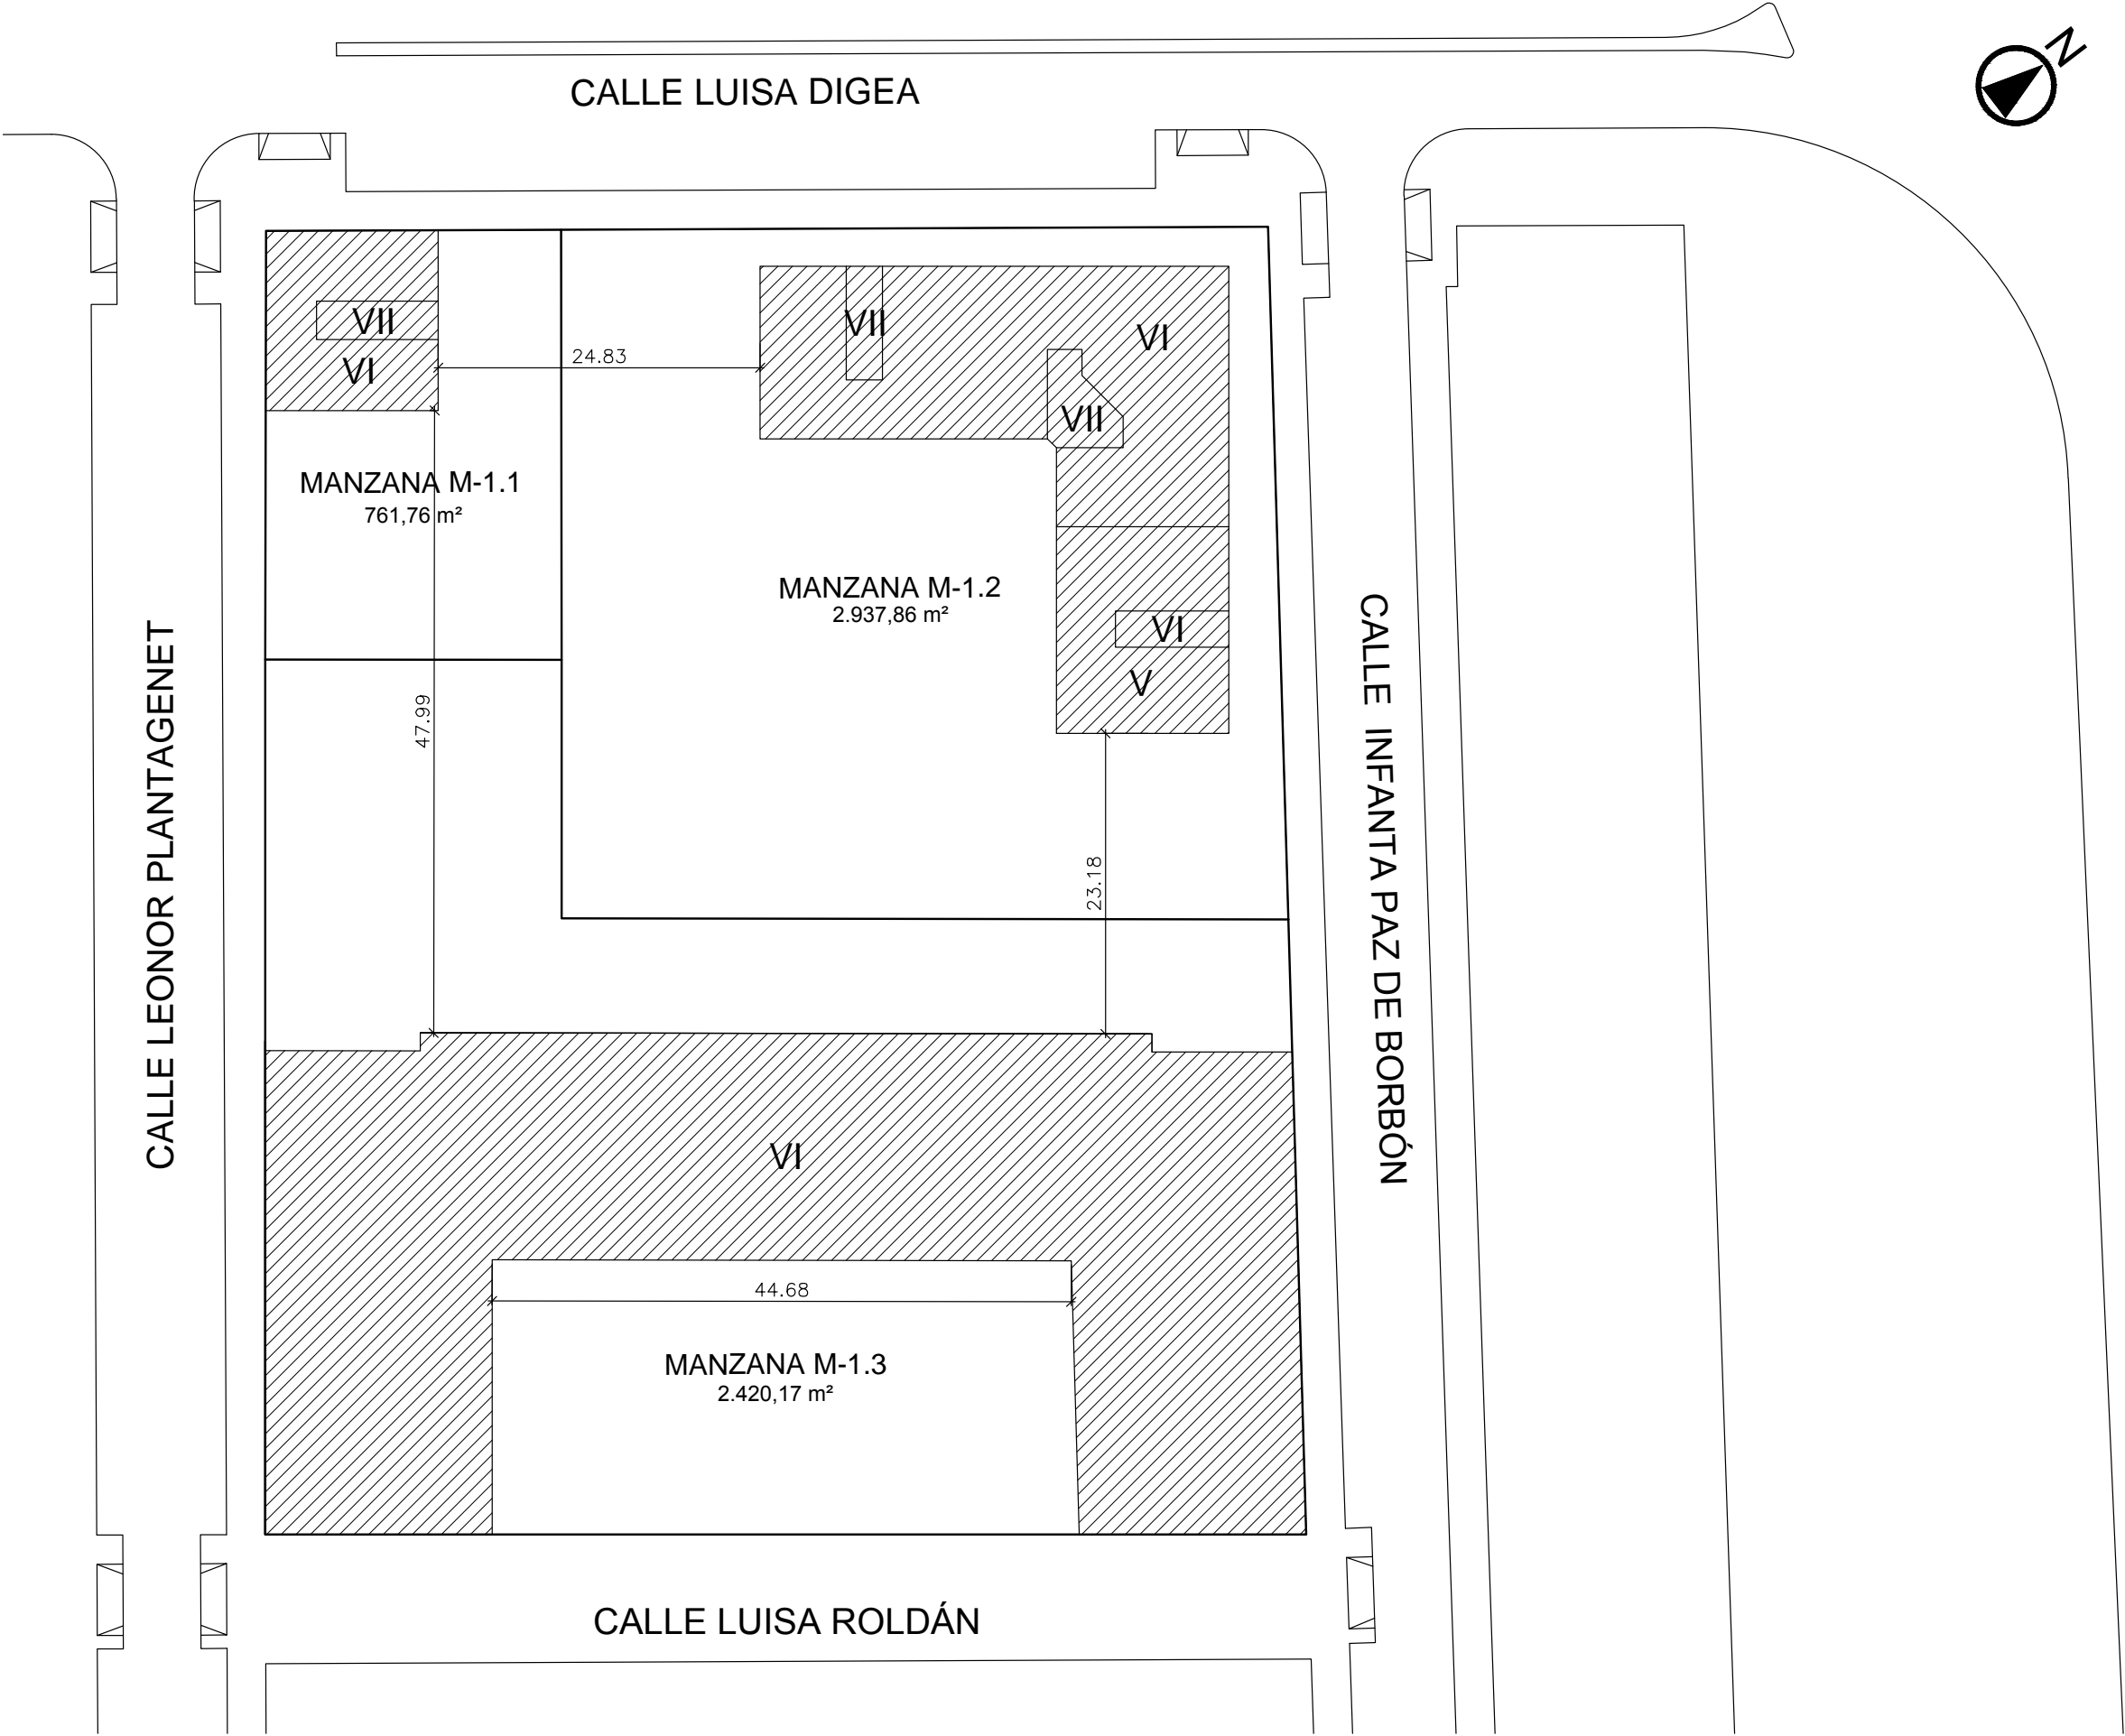 N
CALLE LUISA DIGEA
VII
VI
24.83
VII
VI
VII
MANZANA M-1.1
761,76 m²
MANZANA M-1.2
2.937,86 m²
VI
V
47.99
23.18
CALLE LEONOR PLANTAGENET
CALLE INFANTA PAZ DE BORBÓN
VI
44.68
MANZANA M-1.3
2.420,17 m²
CALLE LUISA ROLDÁN